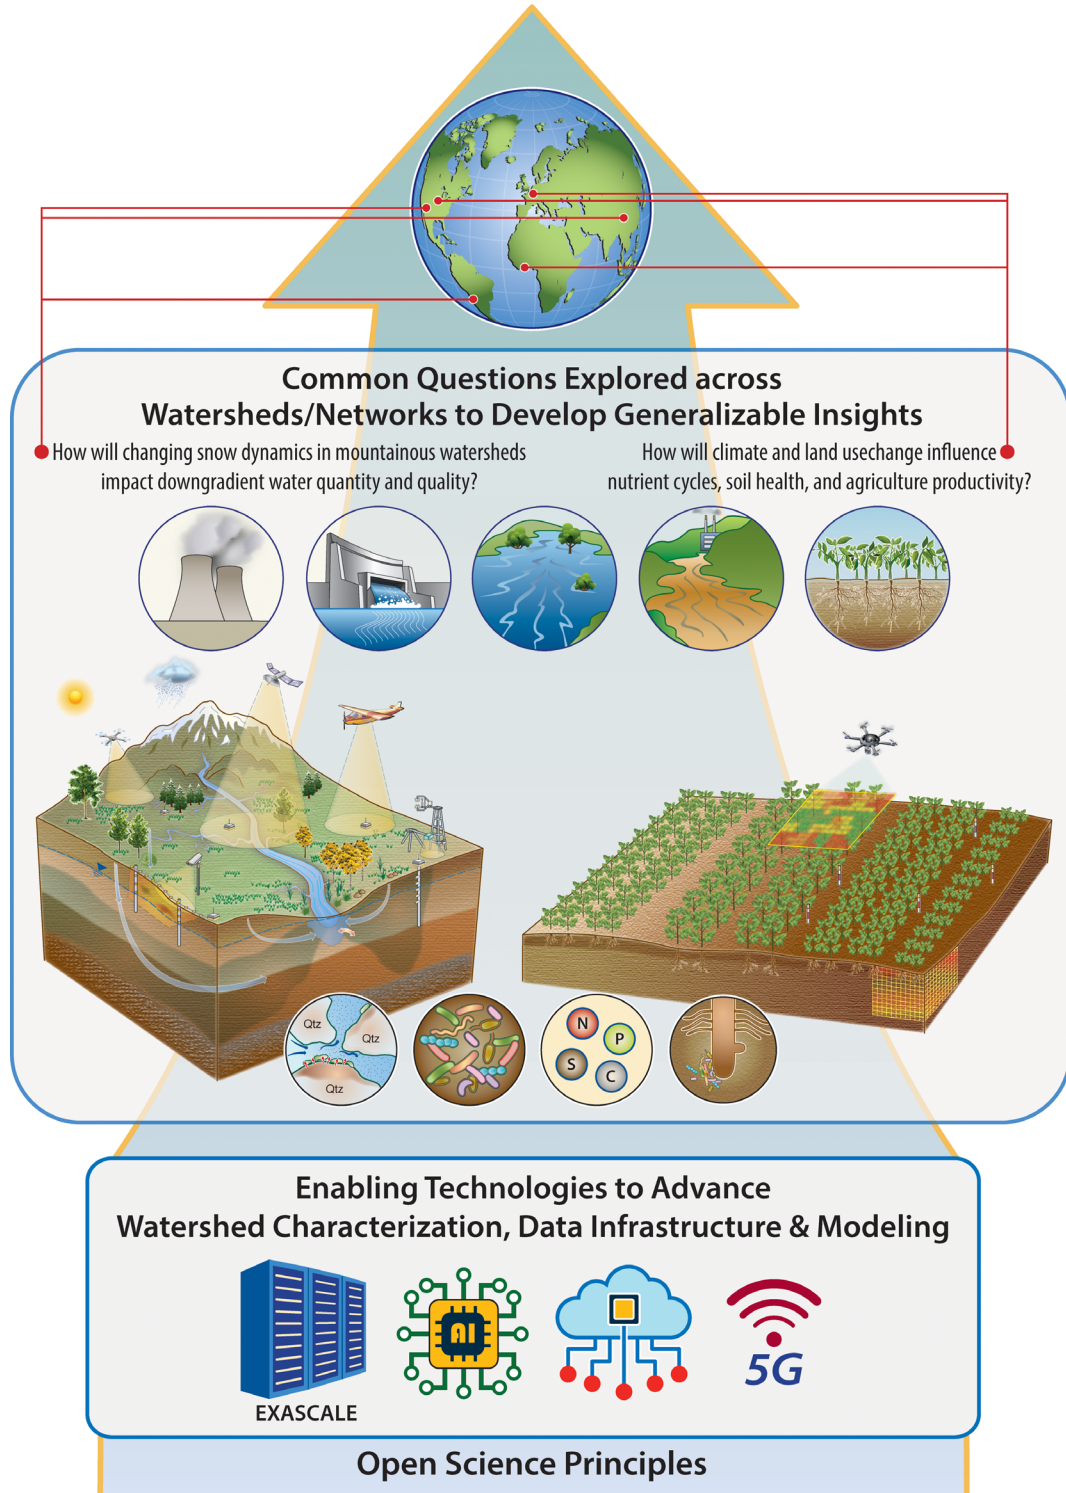 Common Questions Explored across
Watersheds/Networks to Develop Generalizable Insights
How will changing snow dynamics in mountainous watersheds
impact downgradient water quantity and quality?
How will climate and land usechange influence
nutrient cycles, soil health, and agriculture productivity?
Qtz
Qtz
Qtz
N
P
S
C
Enabling Technologies to Advance
Watershed Characterization, Data Infrastructure & Modeling
AI
5G
EXASCALE
Open Science Principles